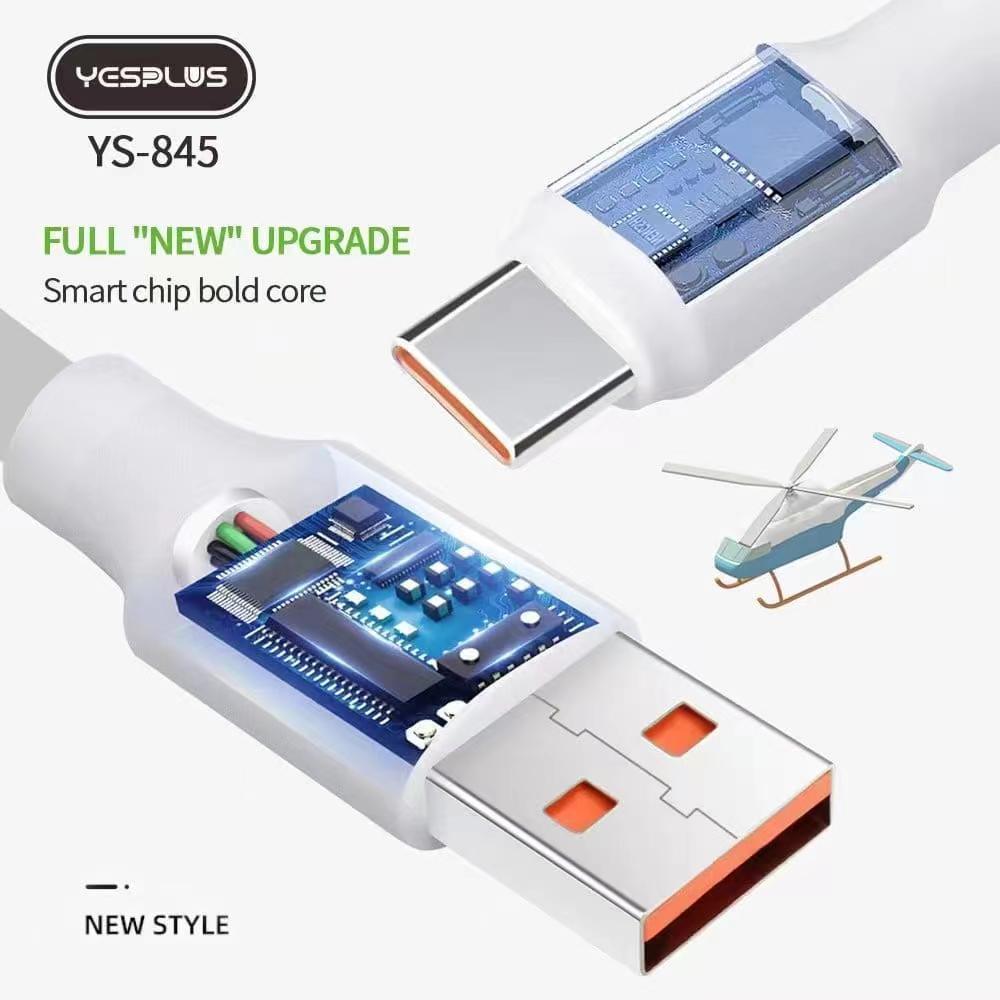 YESPLUS
YS-845
FULL "NEW" UPGRADE
Smart chip bold core
NEW STYLE